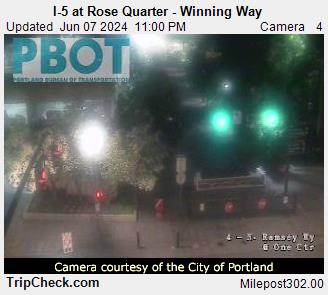 I-5 at Rose Quarter - Winning Way
Updated Jun 07 2024 11:00 PM Camera 4
PBOT
PORTLAND BUREAU OF TRANSPORTATION
4 - N. Ramsey Wy
@ One Ctr
Camera courtesy of the City of Portland
TripCheck.com Milepost302.00